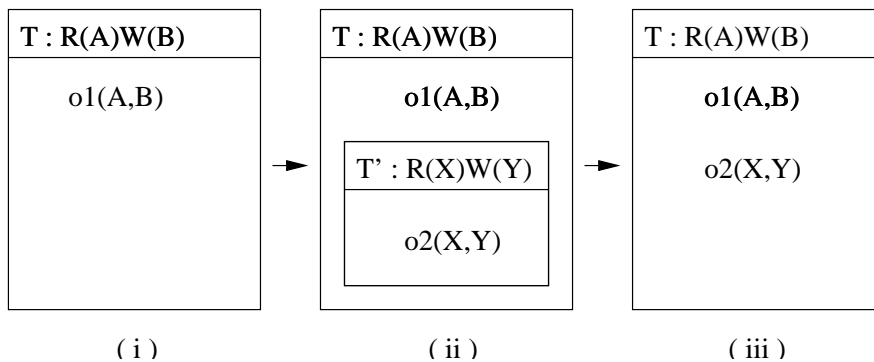 T : R(A)W(B)
o1(A,B)
( i )
T : R(A)W(B)
o1(A,B)
T’ : R(X)W(Y)
o2(X,Y)
( ii )
T : R(A)W(B)
o1(A,B)
o2(X,Y)
( iii )